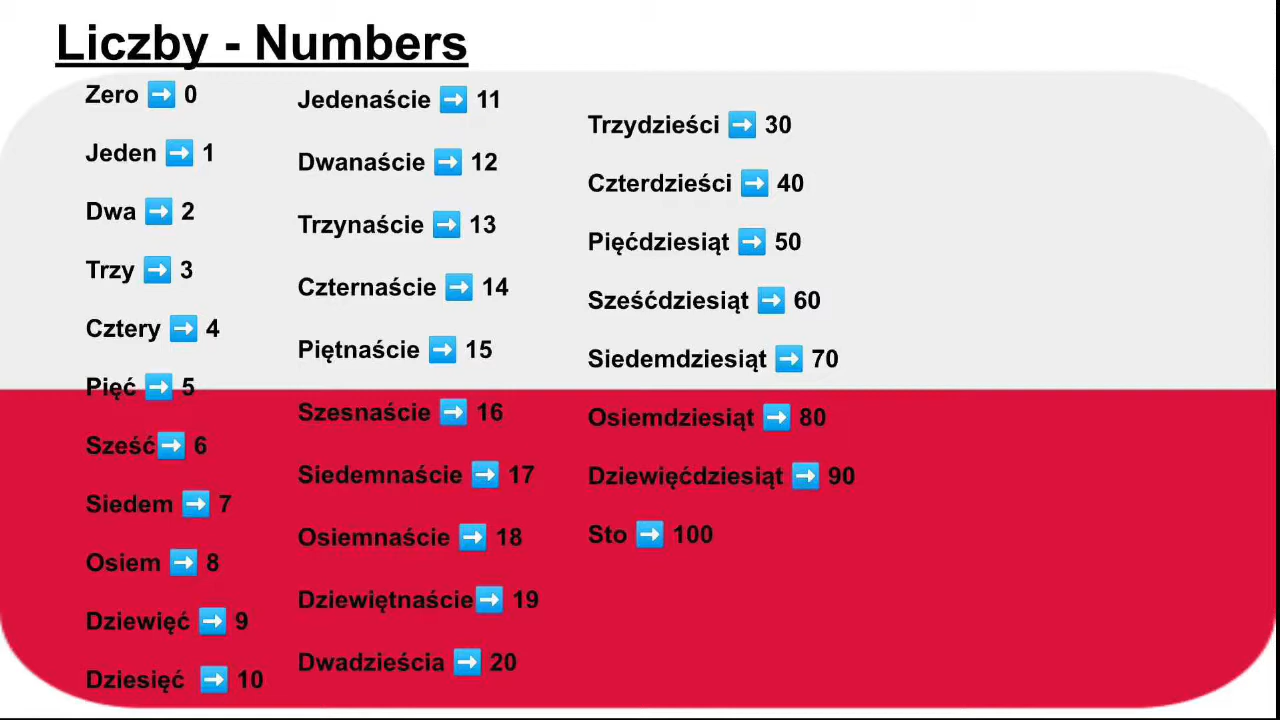 Liczby - Numbers
Zero ➡️ 0
Jeden ➡️ 1
Dwa ➡️ 2
Trzy ➡️ 3
Cztery ➡️ 4
Pięć ➡️ 5
Sześć➡️ 6
Siedem ➡️ 7
Osiem ➡️ 8
Dziewięć ➡️ 9
Dziesięć ➡️ 10
Jedenaście ➡️ 11
Dwanaście ➡️ 12
Trzynaście ➡️ 13
Czternaście ➡️ 14
Piętnaście ➡️ 15
Szesnaście ➡️ 16
Siedemnaście ➡️ 17
Osiemnaście ➡️ 18
Dziewiętnaście➡️ 19
Dwadzieścia ➡️ 20
Trzydzieści ➡️ 30
Czterdzieści ➡️ 40
Pięćdziesiąt ➡️ 50
Sześćdziesiąt ➡️ 60
Siedemdziesiąt ➡️ 70
Osiemdziesiąt ➡️ 80
Dziewięćdziesiąt ➡️ 90
Sto ➡️ 100